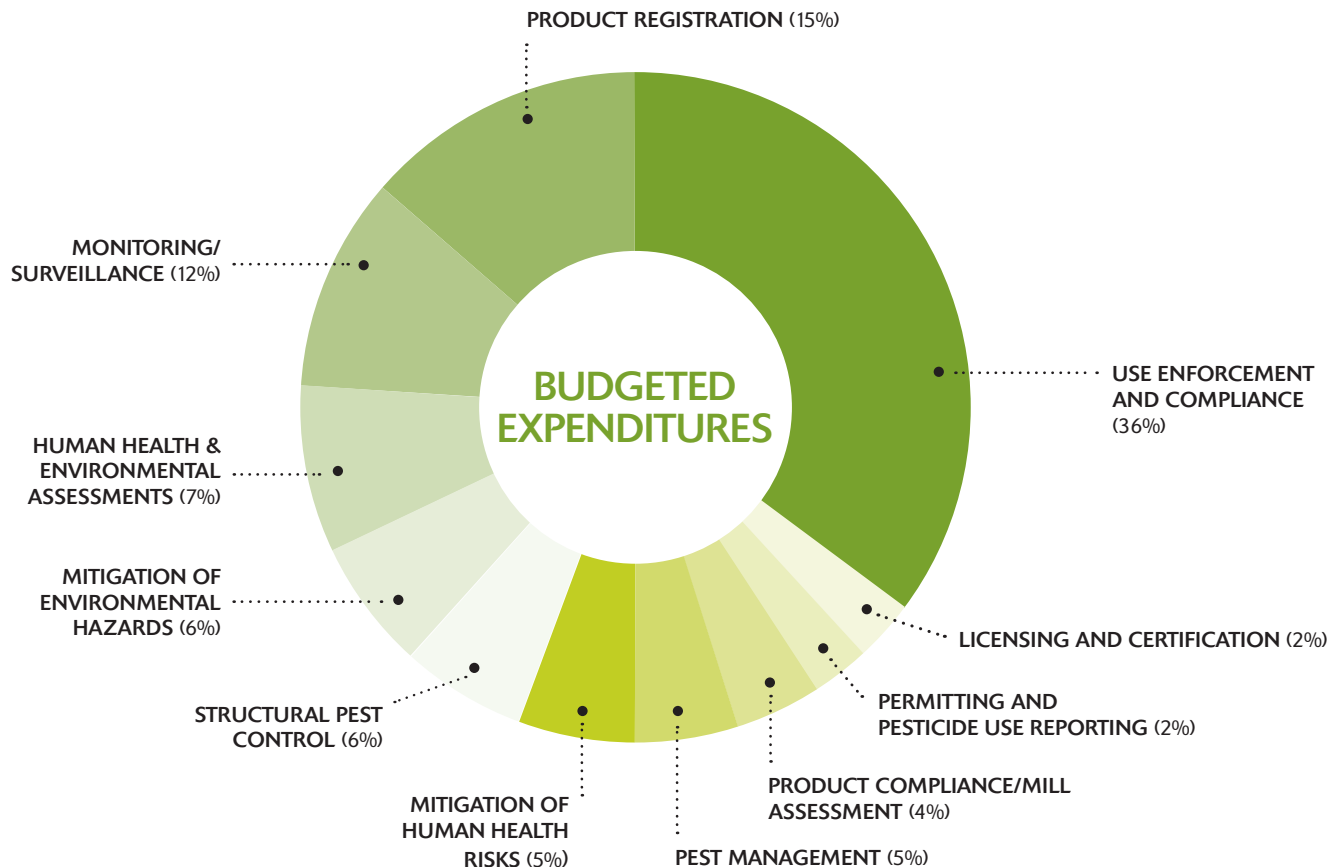 PRODUCT REGISTRATION (15%)
MONITORING/
SURVEILLANCE (12%)
HUMAN HEALTH &
ENVIRONMENTAL
ASSESSMENTS (7%)
MITIGATION OF
ENVIRONMENTAL
HAZARDS (6%)
STRUCTURAL PEST
CONTROL (6%)
MITIGATION OF
HUMAN HEALTH
RISKS (5%)
BUDGETED
EXPENDITURES
USE ENFORCEMENT
AND COMPLIANCE
(36%)
LICENSING AND CERTIFICATION (2%)
PERMITTING AND
PESTICIDE USE REPORTING (2%)
PRODUCT COMPLIANCE/MILL
ASSESSMENT (4%)
PEST MANAGEMENT (5%)